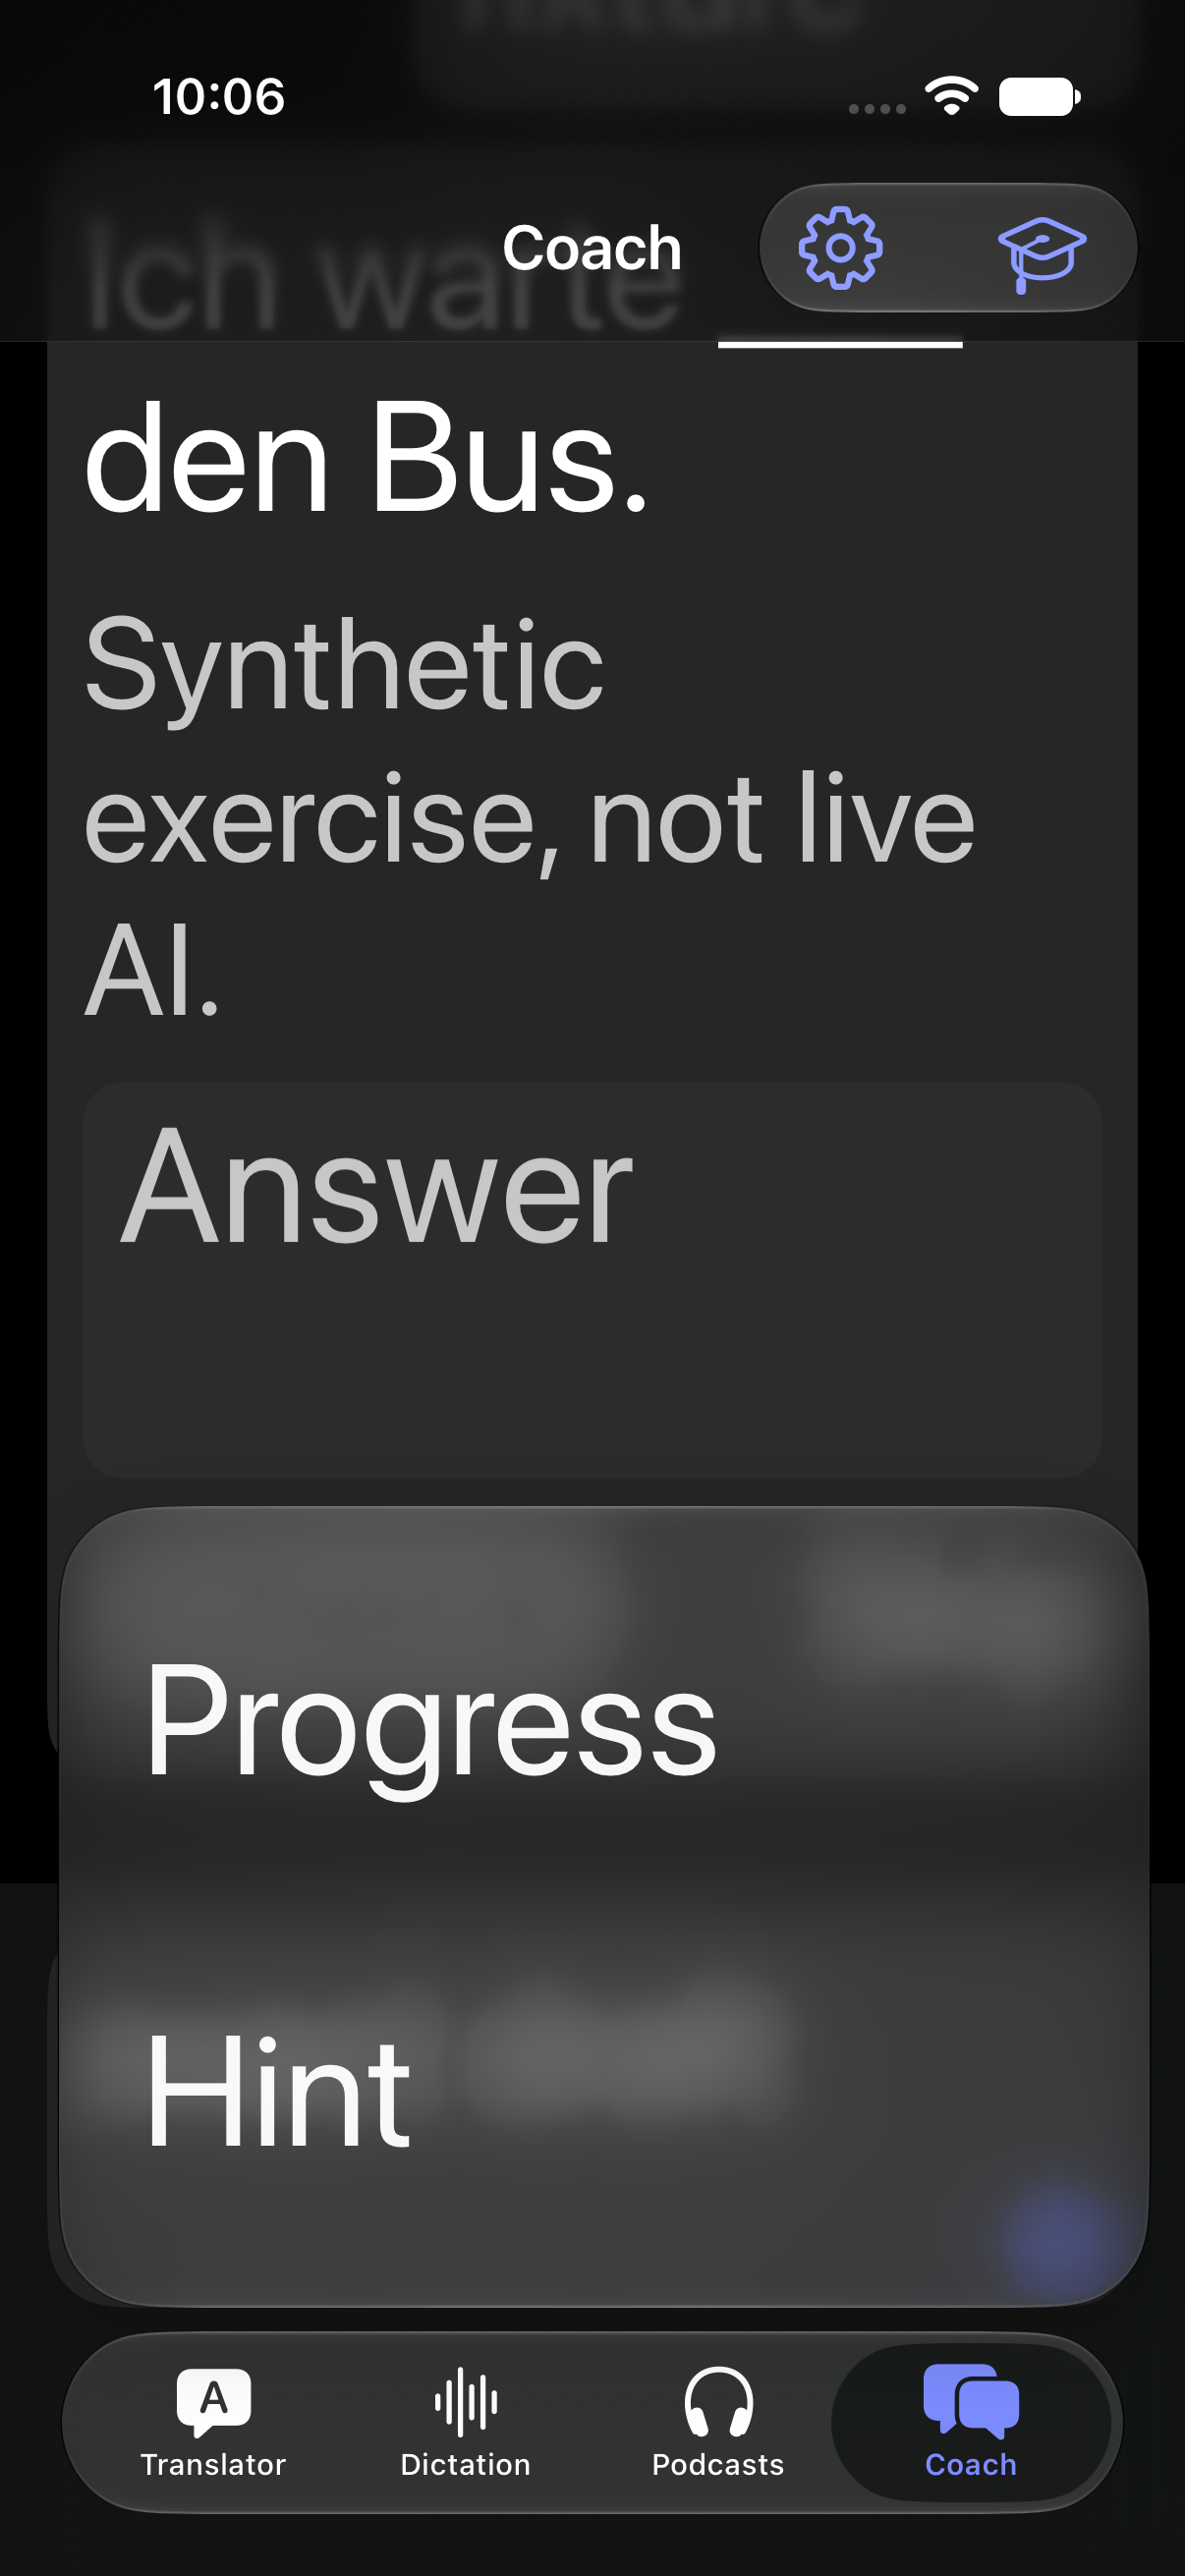 10:06
Coach
Ich warte
den Bus.
Synthetic
exercise, not live
AI.
Answer
Progress
Hint
A
Translator
Dictation
Podcasts
Coach